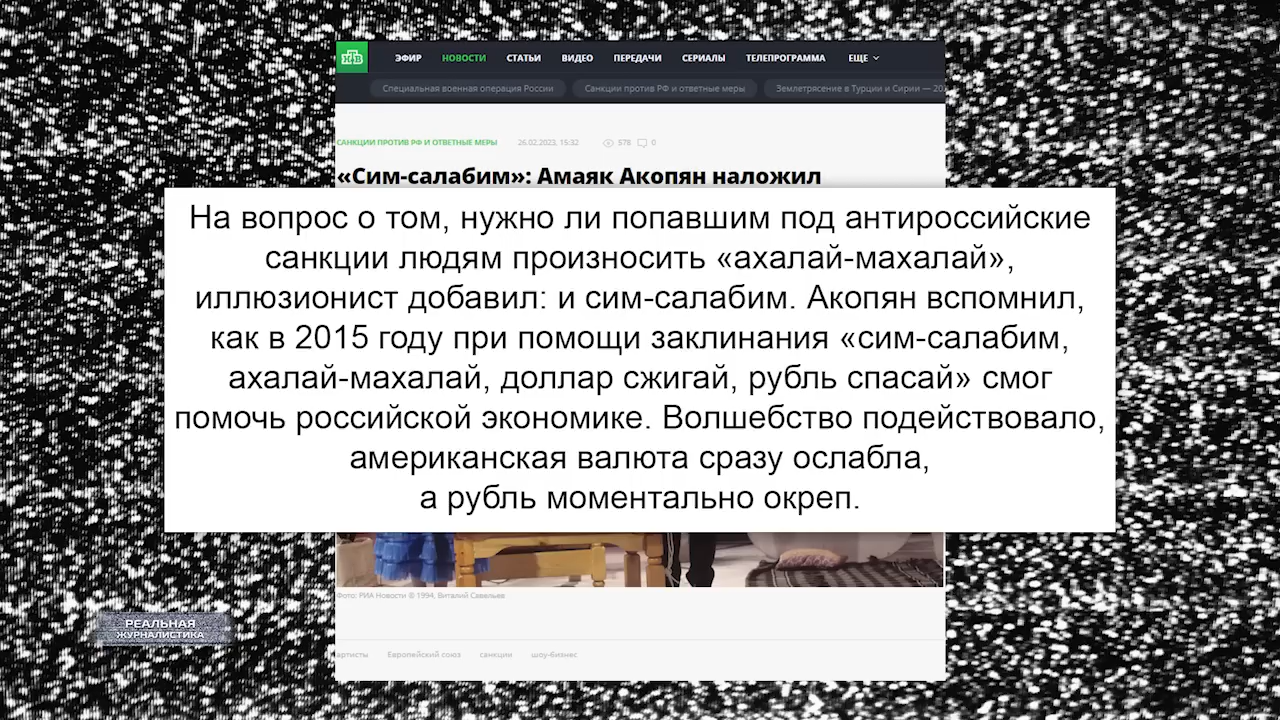 НТВ
ЭФИР НОВОСТИ СТАТЬИ ВИДЕО ПЕРЕДАЧИ СЕРИАЛЫ ТЕЛЕПРОГРАММА ЕЩЕ
Специальная военная операция России Санкции против РФ и ответные меры Землетрясение в Турции и Сирии — 20
САНКЦИИ ПРОТИВ РФ И ОТВЕТНЫЕ МЕРЫ 26.02.2023, 15:32 578 0
«Сим-салабим»: Амаяк Акопян наложил
На вопрос о том, нужно ли попавшим под антироссийские
санкции людям произносить «ахалай-махалай»,
иллюзионист добавил: и сим-салабим. Акопян вспомнил,
как в 2015 году при помощи заклинания «сим-салабим,
ахалай-махалай, доллар сжигай, рубль спасай» смог
помочь российской экономике. Волшебство подействовало,
американская валюта сразу ослабла,
а рубль моментально окреп.
Фото: РИА Новости © 1994, Виталий Савельев
РЕАЛЬНАЯ
ЖУРНАЛИСТИКА
артисты Европейский союз санкции шоу-бизнес